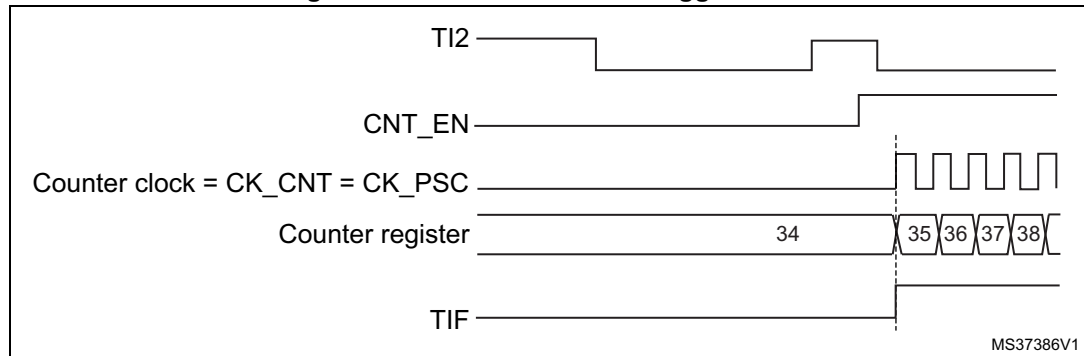 TI2
CNT_EN
Counter clock = CK_CNT = CK_PSC
Counter register 34 35 36 37 38
TIF
MS37386V1